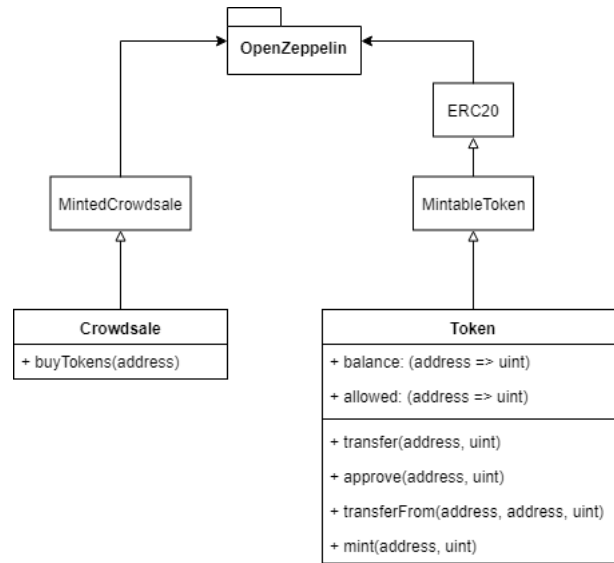 OpenZeppelin
ERC20
MintedCrowdsale
MintableToken
Crowdsale
+ buyTokens(address)
Token
+ balance: (address => uint)
+ allowed: (address => uint)
+ transfer(address, uint)
+ approve(address, uint)
+ transferFrom(address, address, uint)
+ mint(address, uint)